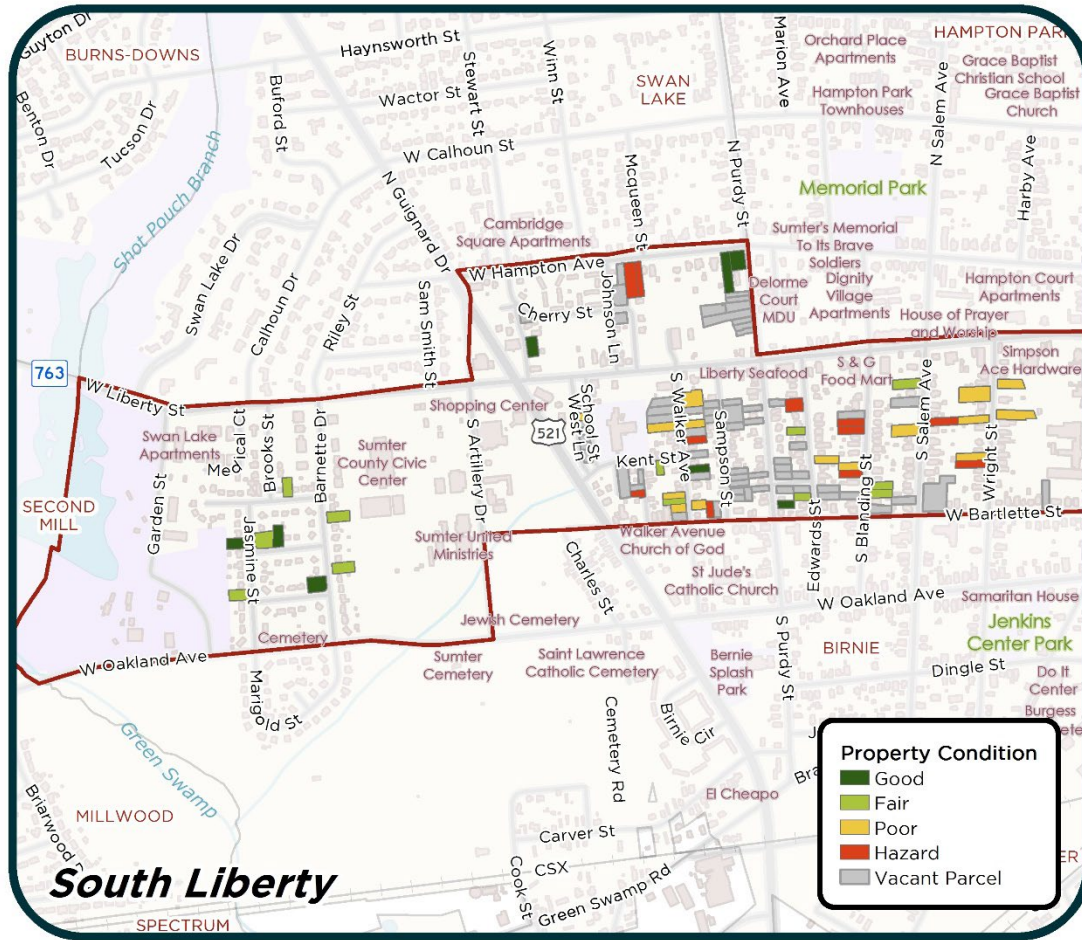 Guyton Dr
BURNS-DOWNS
Benton Dr
Tucson Dr
Buford St
Haynsworth St
Stewart St
Winn St
Wactor St
W Calhoun St
SWAN
LAKE
Marion Ave
Orchard Place
Apartments
Hampton Park
Townhouses
HAMPTON PAR
Grace Baptist
Christian School
Grace Baptist
Church
N Salem Ave
Harby Ave
Shot Pouch Branch
N Guignard Dr
Mcqueen St
N Purdy St
Memorial Park
Swan Lake Dr
Calhoun Dr
Riley St
Sam Smith St
Cambridge
Square Apartments
W Hampton Ave
Cherry St
Johnson Ln
Sumter's Memorial
To Its Brave
Soldiers
Delorme
Court
MDU
Dignity
Village
Apartments
Hampton Court
Apartments
House of Prayer
and Worship
763
W Liberty St
Shopping Center
Liberty Seafood
S & G
Food Mart
Simpson
Ace Hardware
Swan Lake
Apartments
Medical Ct
Brooks St
Barnette Dr
Sumter
County Civic
Center
S Artillery Dr
521
School St
West Ln
Kent St
S Walker Ave
Sampson St
S Salem Ave
Wright St
S Blanding St
Edwards St
SECOND
MILL
Garden St
Jasmine St
Sumter United
Ministries
Walker Avenue
Church of God
W Bartlette St
Charles St
St Jude's
Catholic Church
W Oakland Ave
Samaritan House
Cemetery
Jewish Cemetery
W Oakland Ave
Sumter
Cemetery
Saint Lawrence
Catholic Cemetery
Bernie
Splash
Park
S Purdy St
BIRNIE
Jenkins
Center Park
Dingle St
Do It
Center
Burgess
Marigold St
Green Swamp
Cemetery Rd
Birnie Cir
Bra
El Cheapo
MILLWOOD
Briarwood D
Carver St
CSX
Cook St
Green Swamp Rd
SPECTRUM
South Liberty
Property Condition
Good
Fair
Poor
Hazard
Vacant Parcel
ER